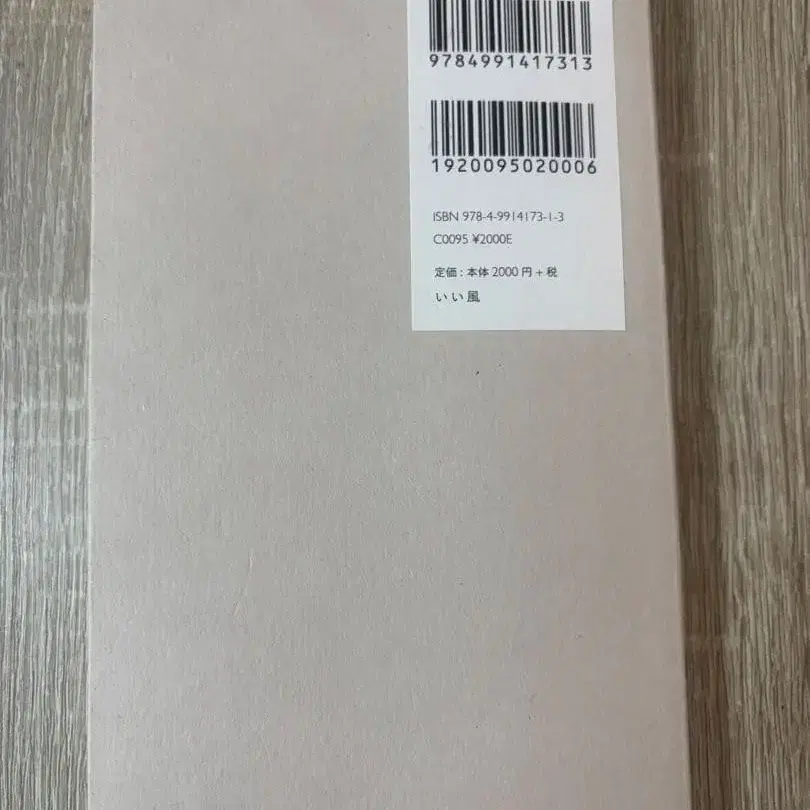 9784991417313
1920095020006
ISBN 978-4-9914173-1-3
C0095 ¥2000E
定価 : 本体 2000 円 + 税
いい風